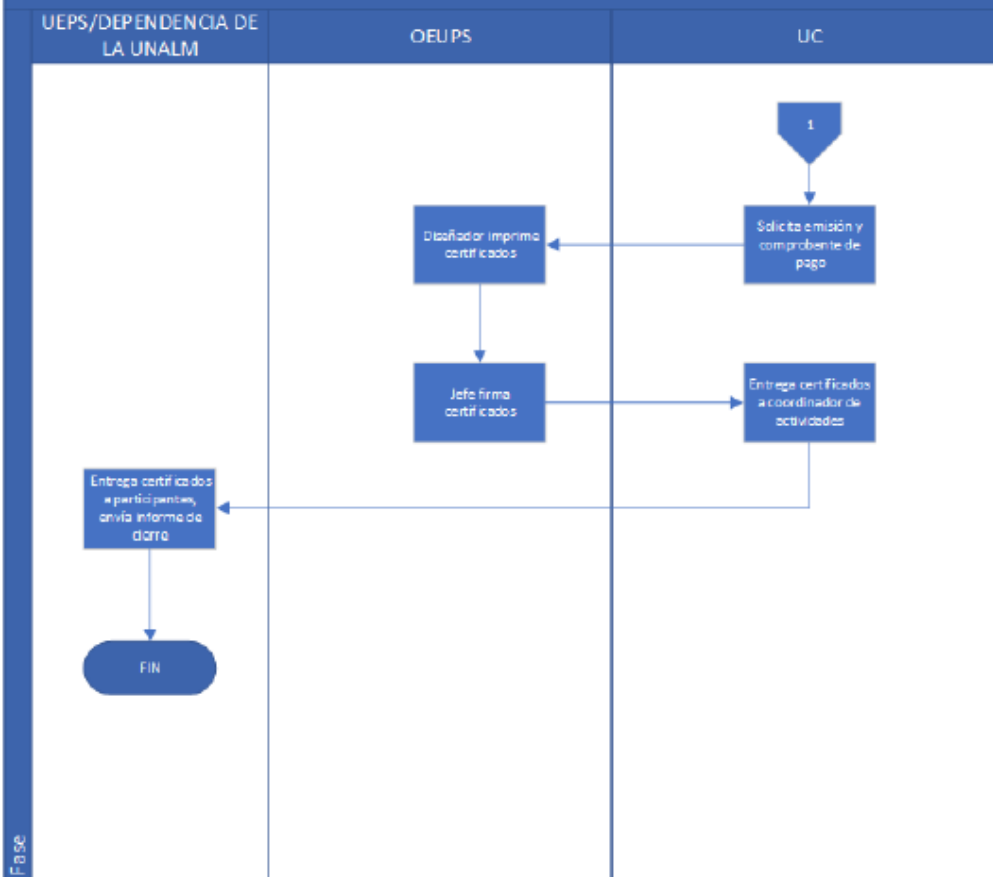 UEPS/DEPENDENCIA DE
LA UNALM
OEUPS
UC
1
Solicita emisión y
comprobante de
pago
Diseñador imprime
certificados
Jefe firma
certificados
Entrega certificados
a coordinador de
actividades
Entrega certificados
a participantes,
envía informe de
cierre
FIN
Fase